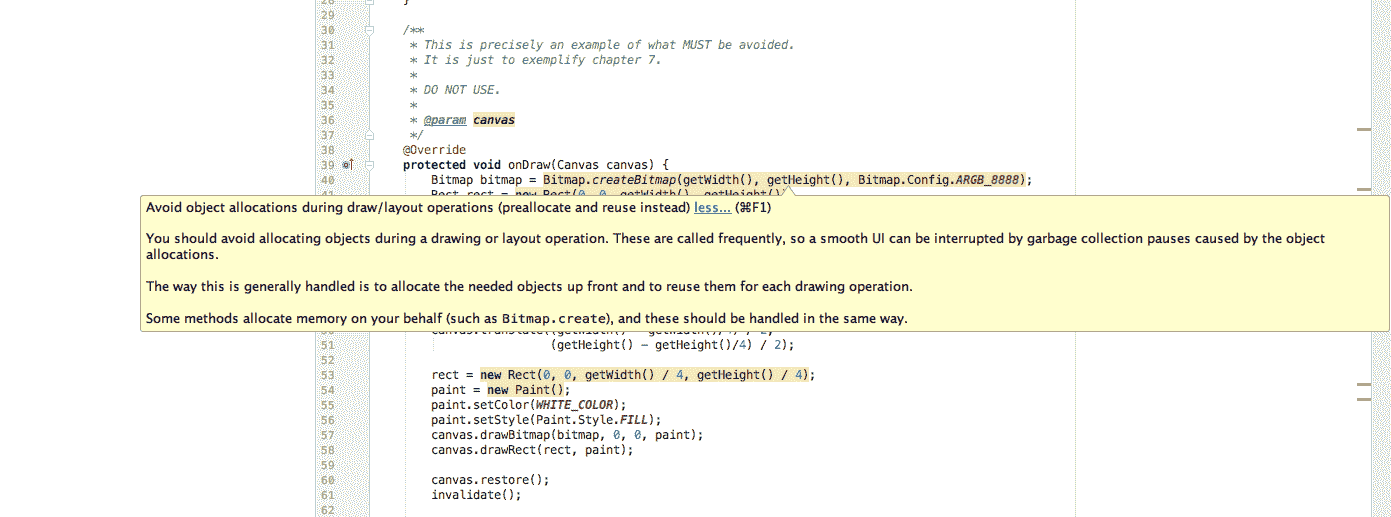 28 }
29
30 /**
31 * This is precisely an example of what MUST be avoided.
32 * It is just to exemplify chapter 7.
33 *
34 * DO NOT USE.
35 *
36 * @param canvas
37 */
38 @Override
39 protected void onDraw(Canvas canvas) {
40 Bitmap bitmap = Bitmap.createBitmap(getWidth(), getHeight(), Bitmap.Config.ARGB_8888);
41 Rect rect = new Rect(0, 0, getWidth(), getHeight()
Avoid object allocations during draw/layout operations (preallocate and reuse instead) less... (⌘F1)
You should avoid allocating objects during a drawing or layout operation. These are called frequently, so a smooth UI can be interrupted by garbage collection pauses caused by the object
allocations.
The way this is generally handled is to allocate the needed objects up front and to reuse them for each drawing operation.
Some methods allocate memory on your behalf (such as Bitmap.create), and these should be handled in the same way.
50 canvas.translate((getWidth() - getWidth()/4) / 2,
51 (getHeight() - getHeight()/4) / 2);
52
53 rect = new Rect(0, 0, getWidth() / 4, getHeight() / 4);
54 paint = new Paint();
55 paint.setColor(WHITE_COLOR);
56 paint.setStyle(Paint.Style.FILL);
57 canvas.drawBitmap(bitmap, 0, 0, paint);
58 canvas.drawRect(rect, paint);
59
60 canvas.restore();
61 invalidate();
62